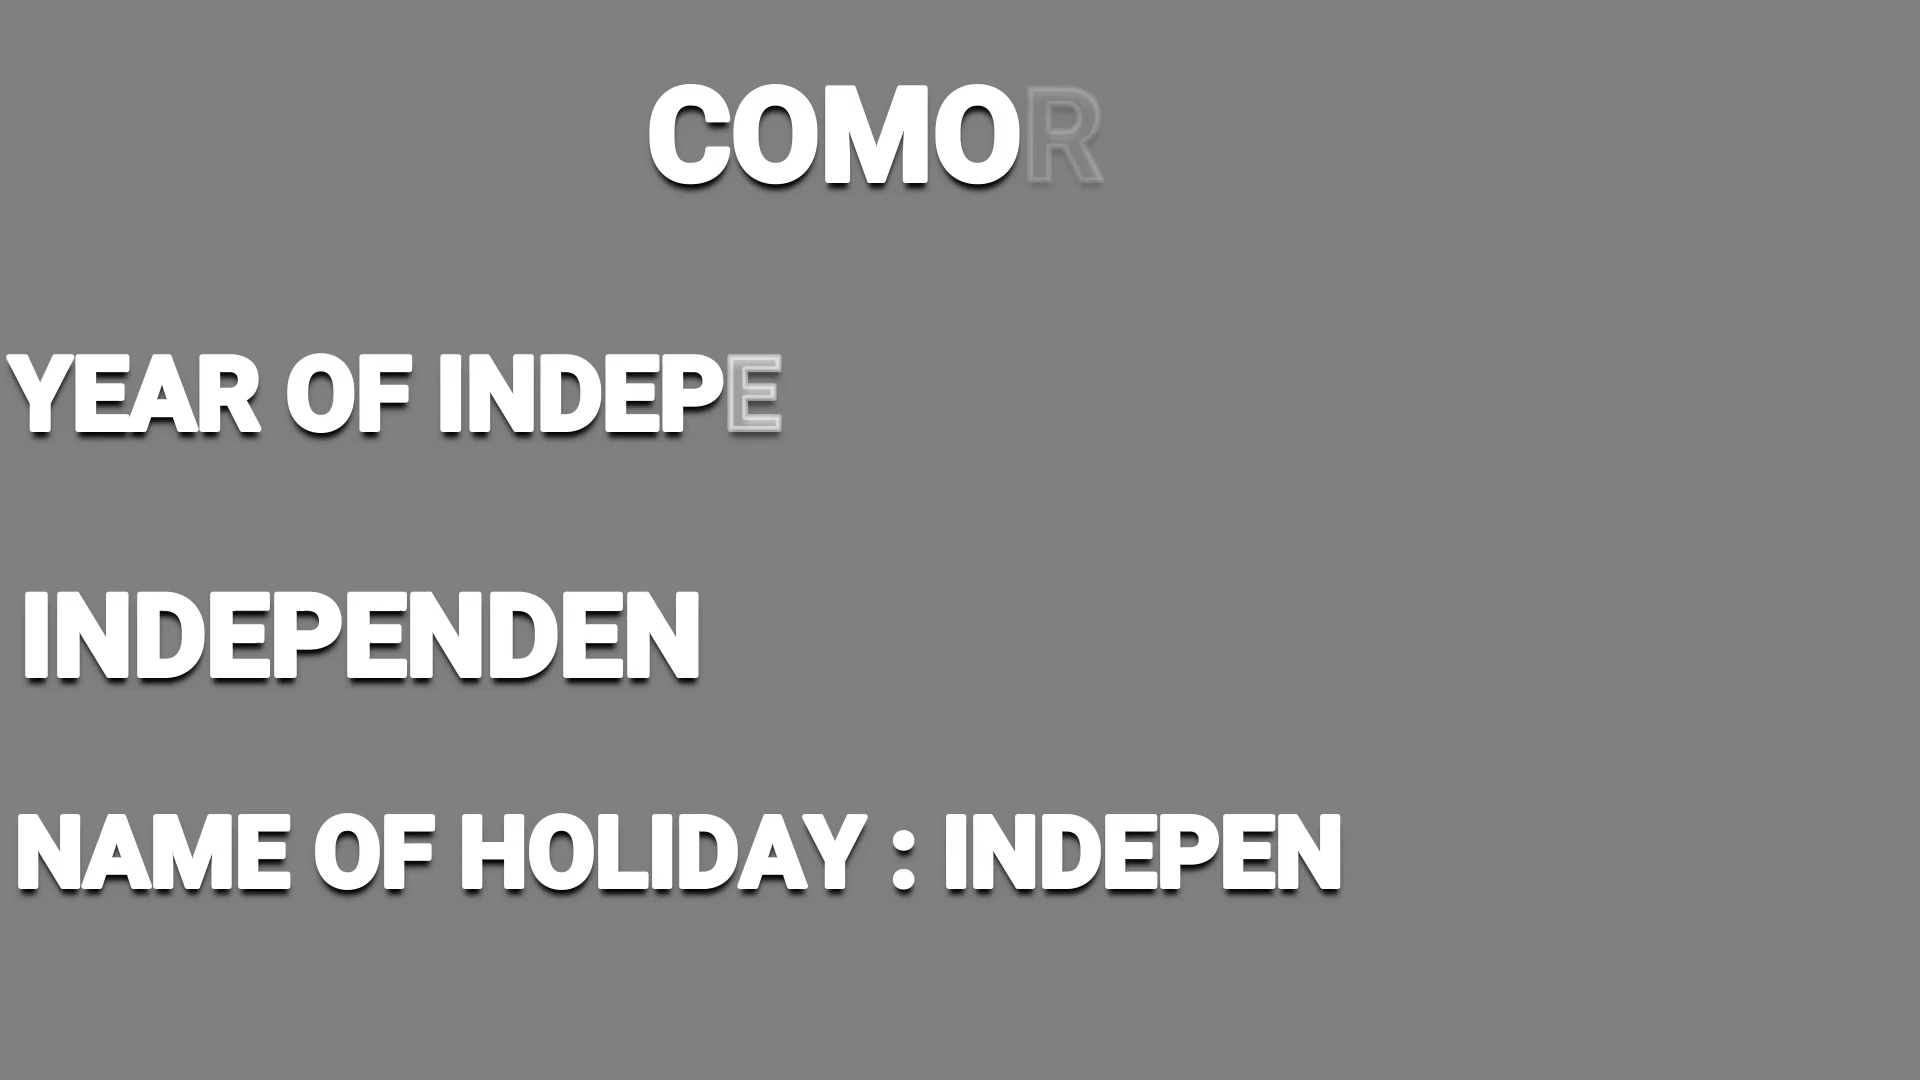 COMOR
YEAR OF INDEPE
INDEPENDEN
NAME OF HOLIDAY : INDEPEN